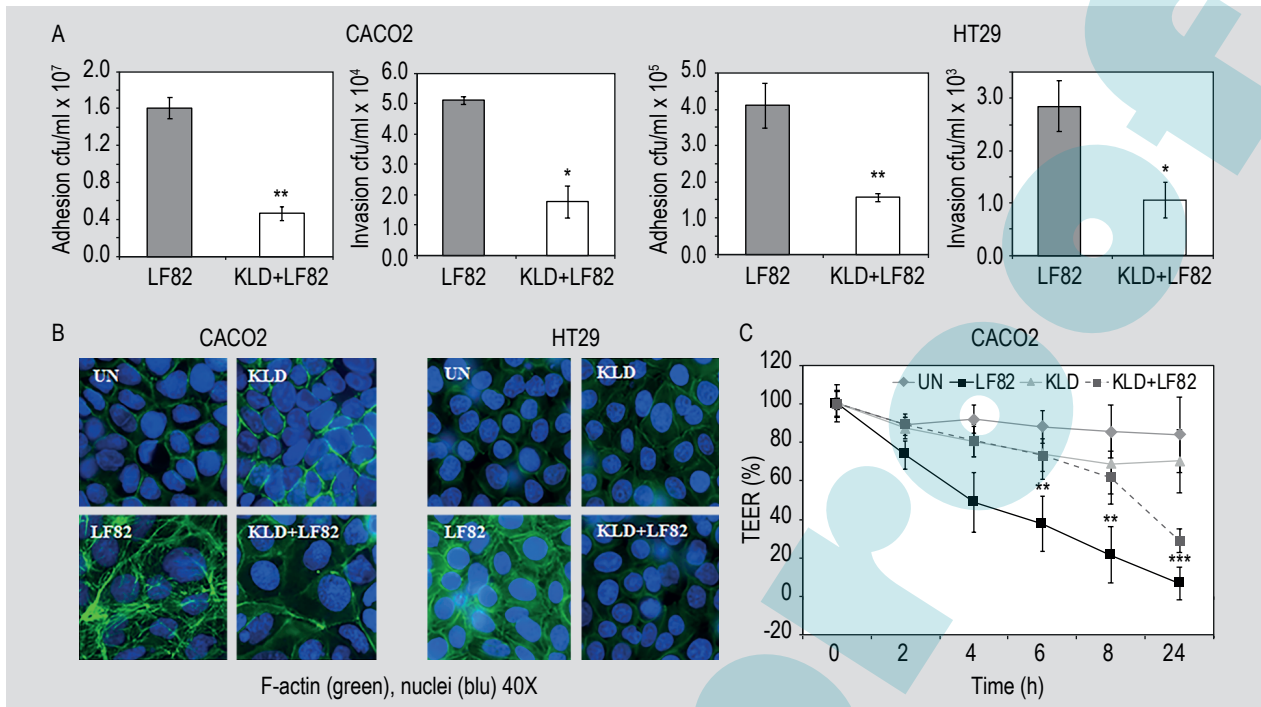 A
CACO2
HT29
Adhesion cfu/ml x 10⁷
2.0
1.6
1.2
0.8
0.4
0.0
**
LF82
KLD+LF82
Invasion cfu/ml x 10⁴
6.0
5.0
4.0
3.0
2.0
1.0
0.0
*
LF82
KLD+LF82
Adhesion cfu/ml x 10⁵
5.0
4.0
3.0
2.0
1.0
0.0
**
LF82
KLD+LF82
Invasion cfu/ml x 10³
3.0
2.0
1.0
0.0
*
LF82
KLD+LF82
B
CACO2
HT29
UN
KLD
UN
KLD
LF82
KLD+LF82
LF82
KLD+LF82
F-actin (green), nuclei (blu) 40X
C
CACO2
TEER (%)
120
100
80
60
40
20
0
-20
UN LF82 KLD KLD+LF82
**
**
***
0 2 4 6 8 24
Time (h)